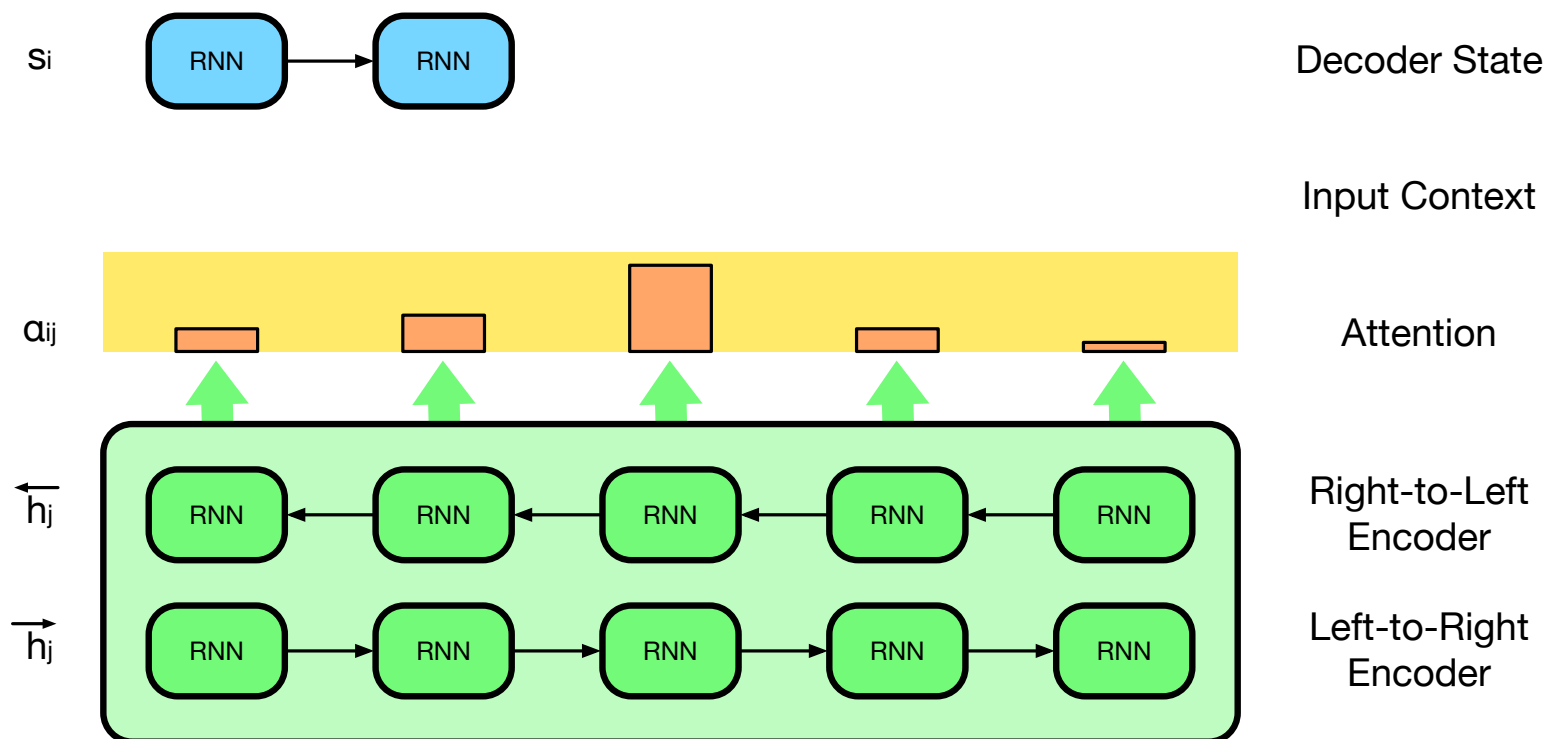 si RNN RNN Decoder State
Input Context
αij Attention
hj RNN RNN RNN RNN RNN Right-to-Left
Encoder
hj RNN RNN RNN RNN RNN Left-to-Right
Encoder